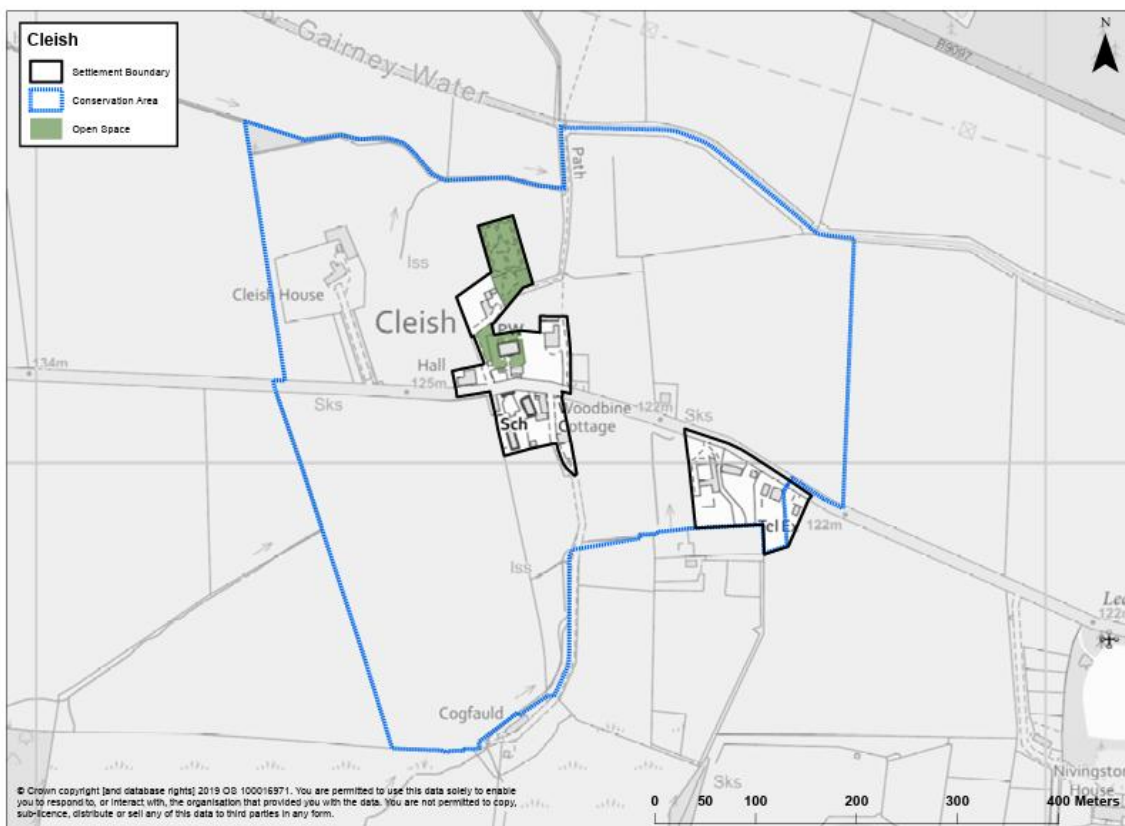 Cleish
Settlement Boundary
Conservation Area
Open Space
Gairney Water
B9097
N
Path
Iss
Cleish House
Cleish
PW
Hall
134m
125m
Sks
Sch
Woodbine
Cottage
122m
Sks
Tel Ex
122m
Iss
Cogfauld
122m
Sks
Nivingston
House
© Crown copyright [and database rights] 2019 OS 100016971. You are permitted to use this data solely to enable
you to respond to, or interact with, the organisation that provided you with the data. You are not permitted to copy,
sub-licence, distribute or sell any of this data to third parties in any form.
0 50 100 200 300 400 Meters